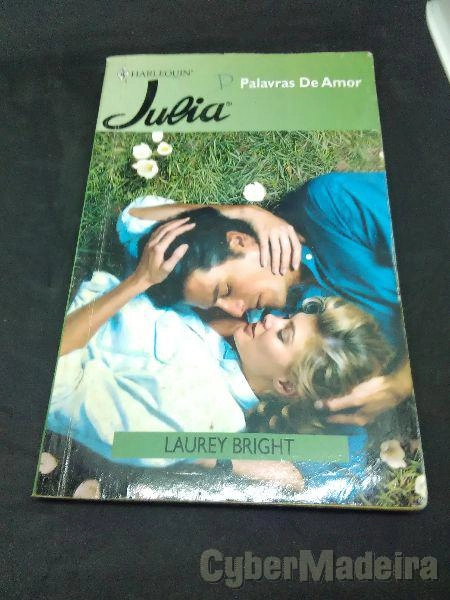 HARLEQUIN®
Julia®
P
Palavras De Amor
LAUREY BRIGHT
CyberMadeira